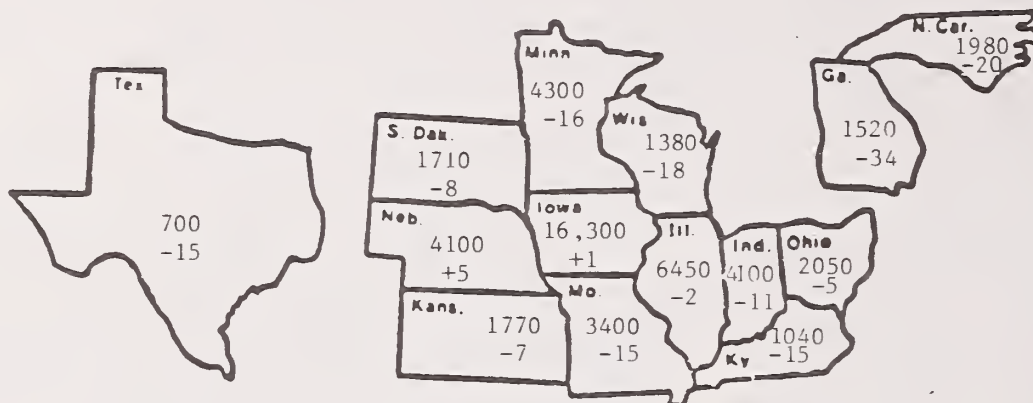 Tex
700
-15
Minn
4300
-16
S. Dak.
1710
-8
Wis
1380
-18
Neb.
4100
+5
Iowa
16,300
+1
Ill.
6450
-2
Ind.
4100
-11
Ohio
2050
-5
Kans.
1770
-7
Mo.
3400
-15
Ky
1040
-15
N. Car.
1980
-20
Ga.
1520
-34